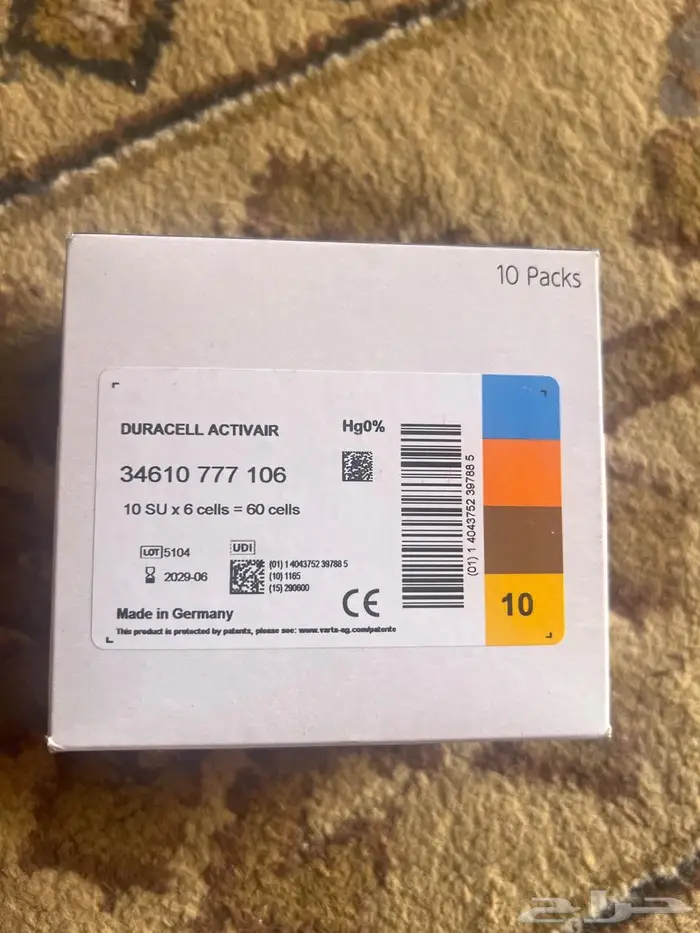 10 Packs
DURACELL ACTIVAIR
Hg0%
34610 777 106
10 SU x 6 cells = 60 cells
LOT 5104
2029-06
UDI
(01) 1 4043752 39788 5
(10) 1165
(15) 290600
CE
Made in Germany
This product is protected by patents, please see: www.varta-ag.com/patents
(01) 1 4043752 39788 5
10
حراج